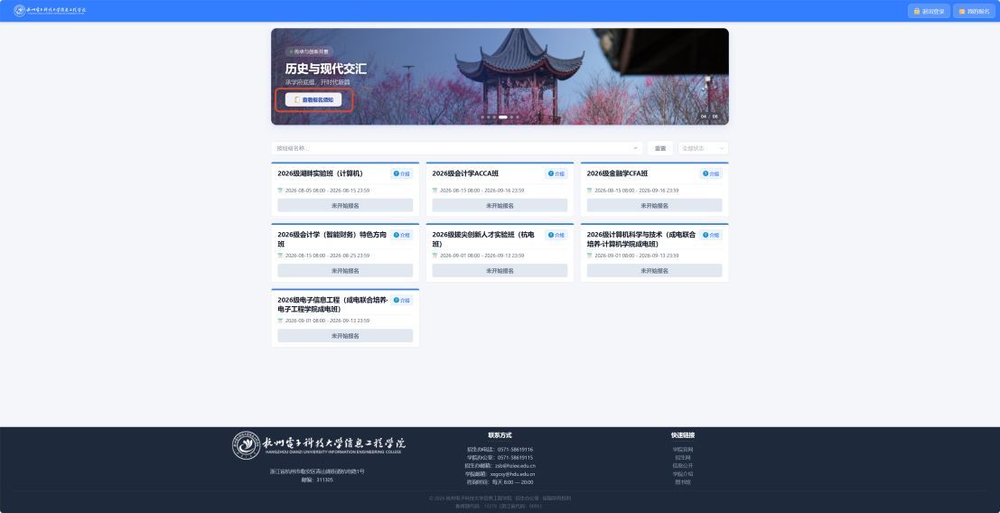 杭州电子科技大学信息工程学院
退出登录
我的报名
传承与创新并重
历史与现代交汇
承学府底蕴，开时代新篇
查看报名须知
04 / 06
按班级名称...
重置
全部状态
2026级湖畔实验班（计算机）
介绍
2026-08-05 08:00 - 2026-08-15 23:59
未开始报名
2026级会计学ACCA班
介绍
2026-08-15 08:00 - 2026-09-16 23:59
未开始报名
2026级金融学CFA班
介绍
2026-08-15 08:00 - 2026-09-16 23:59
未开始报名
2026级会计学（智能财务）特色方向
班
介绍
2026-08-15 08:00 - 2026-08-25 23:59
未开始报名
2026级拔尖创新人才实验班（杭电
班）
介绍
2026-09-01 08:00 - 2026-09-13 23:59
未开始报名
2026级计算机科学与技术（成电联合
培养-计算机学院成电班）
介绍
2026-09-01 08:00 - 2026-09-13 23:59
未开始报名
2026级电子信息工程（成电联合培养-
电子工程学院成电班）
介绍
2026-09-01 08:00 - 2026-09-13 23:59
未开始报名
杭州电子科技大学信息工程学院
HANGZHOU DIANZI UNIVERSITY INFORMATION ENGINEERING COLLEGE
浙江省杭州市临安区青山湖街道杭电路1号
邮编：311305
联系方式
招生办电话：0571-58619116
学院办公室：0571-58619115
招生办邮箱：zsb@hziee.edu.cn
学院邮箱：xxgcxy@hdu.edu.cn
咨询时间：每天 8:00 — 20:00
快速链接
学院官网
招生网
信息公开
学院介绍
图书馆
© 2026 杭州电子科技大学信息工程学院 · 招生办公室 · 保留所有权利